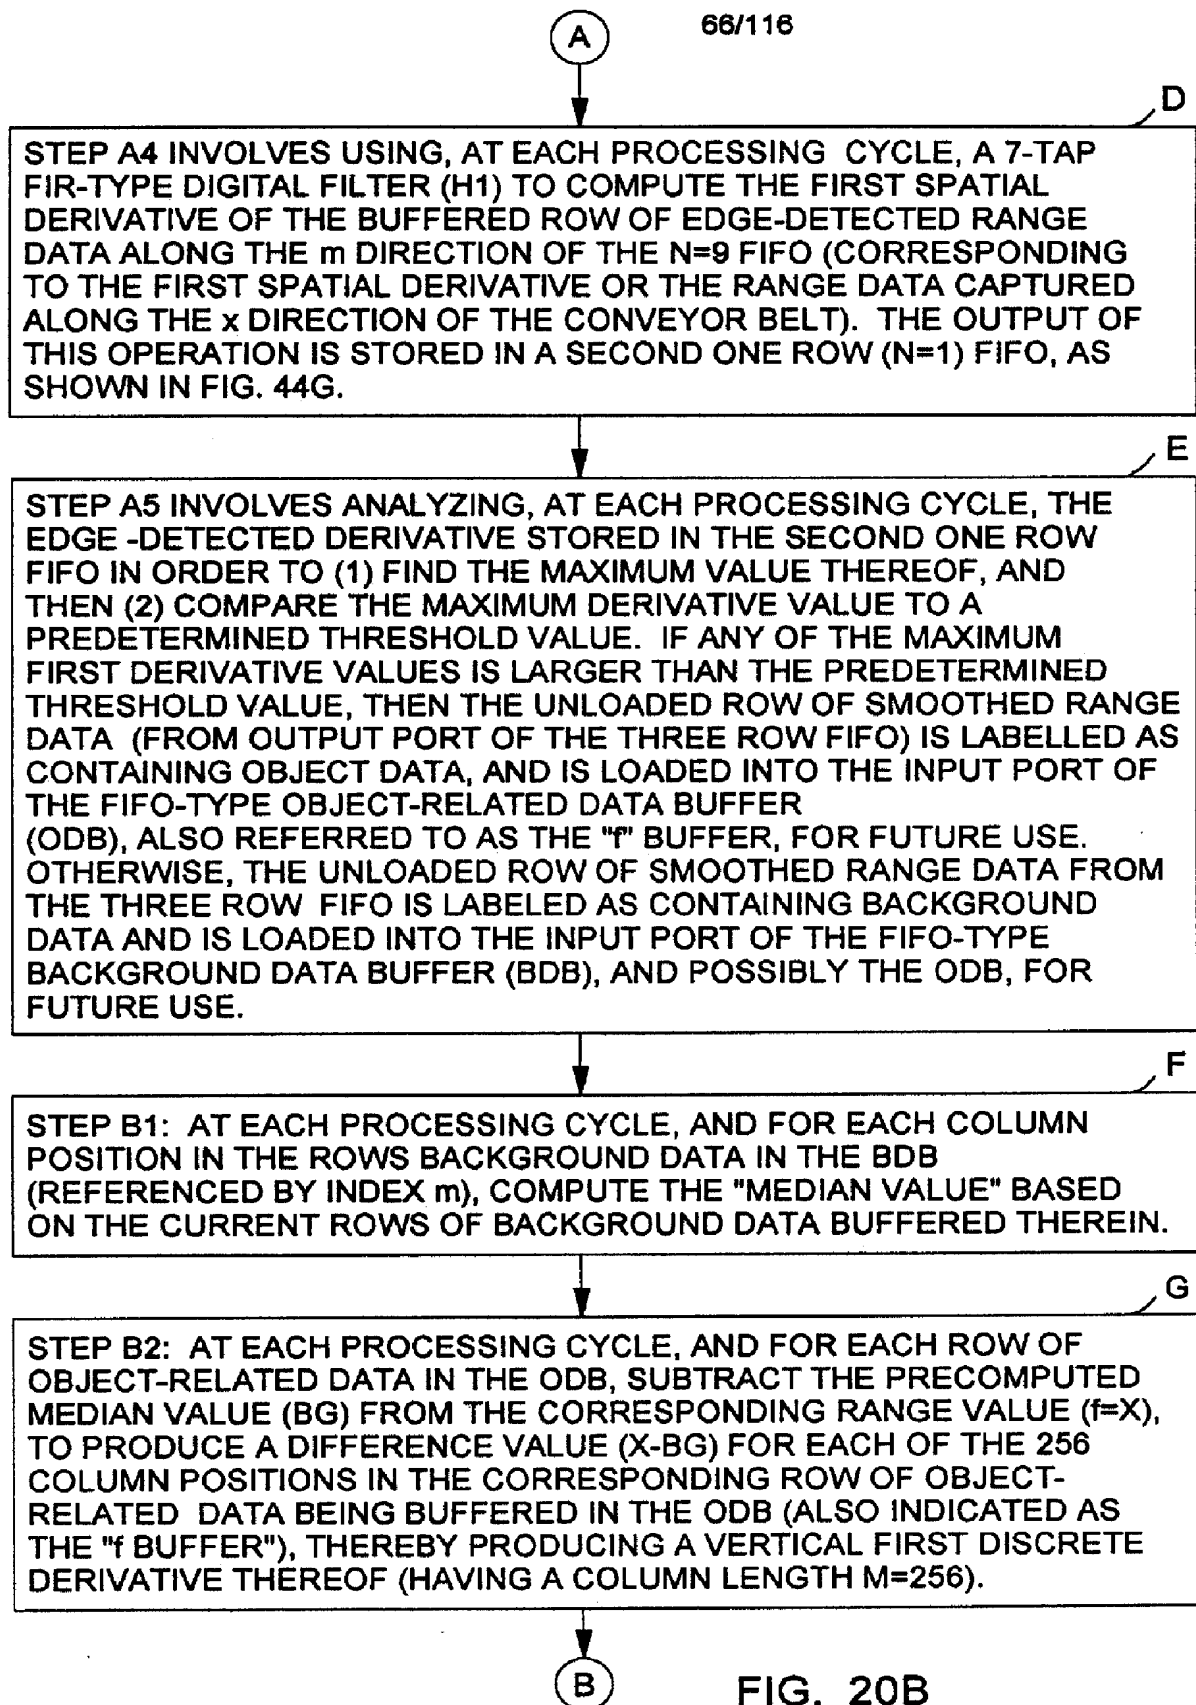 A
66/116
D
STEP A4 INVOLVES USING, AT EACH PROCESSING CYCLE, A 7-TAP
FIR-TYPE DIGITAL FILTER (H1) TO COMPUTE THE FIRST SPATIAL
DERIVATIVE OF THE BUFFERED ROW OF EDGE-DETECTED RANGE
DATA ALONG THE m DIRECTION OF THE N=9 FIFO (CORRESPONDING
TO THE FIRST SPATIAL DERIVATIVE OR THE RANGE DATA CAPTURED
ALONG THE x DIRECTION OF THE CONVEYOR BELT). THE OUTPUT OF
THIS OPERATION IS STORED IN A SECOND ONE ROW (N=1) FIFO, AS
SHOWN IN FIG. 44G.
E
STEP A5 INVOLVES ANALYZING, AT EACH PROCESSING CYCLE, THE
EDGE -DETECTED DERIVATIVE STORED IN THE SECOND ONE ROW
FIFO IN ORDER TO (1) FIND THE MAXIMUM VALUE THEREOF, AND
THEN (2) COMPARE THE MAXIMUM DERIVATIVE VALUE TO A
PREDETERMINED THRESHOLD VALUE. IF ANY OF THE MAXIMUM
FIRST DERIVATIVE VALUES IS LARGER THAN THE PREDETERMINED
THRESHOLD VALUE, THEN THE UNLOADED ROW OF SMOOTHED RANGE
DATA (FROM OUTPUT PORT OF THE THREE ROW FIFO) IS LABELLED AS
CONTAINING OBJECT DATA, AND IS LOADED INTO THE INPUT PORT OF
THE FIFO-TYPE OBJECT-RELATED DATA BUFFER
(ODB), ALSO REFERRED TO AS THE "f" BUFFER, FOR FUTURE USE.
OTHERWISE, THE UNLOADED ROW OF SMOOTHED RANGE DATA FROM
THE THREE ROW FIFO IS LABELED AS CONTAINING BACKGROUND
DATA AND IS LOADED INTO THE INPUT PORT OF THE FIFO-TYPE
BACKGROUND DATA BUFFER (BDB), AND POSSIBLY THE ODB, FOR
FUTURE USE.
F
STEP B1: AT EACH PROCESSING CYCLE, AND FOR EACH COLUMN
POSITION IN THE ROWS BACKGROUND DATA IN THE BDB
(REFERENCED BY INDEX m), COMPUTE THE "MEDIAN VALUE" BASED
ON THE CURRENT ROWS OF BACKGROUND DATA BUFFERED THEREIN.
G
STEP B2: AT EACH PROCESSING CYCLE, AND FOR EACH ROW OF
OBJECT-RELATED DATA IN THE ODB, SUBTRACT THE PRECOMPUTED
MEDIAN VALUE (BG) FROM THE CORRESPONDING RANGE VALUE (f=X),
TO PRODUCE A DIFFERENCE VALUE (X-BG) FOR EACH OF THE 256
COLUMN POSITIONS IN THE CORRESPONDING ROW OF OBJECT-
RELATED DATA BEING BUFFERED IN THE ODB (ALSO INDICATED AS
THE "f BUFFER"), THEREBY PRODUCING A VERTICAL FIRST DISCRETE
DERIVATIVE THEREOF (HAVING A COLUMN LENGTH M=256).
B
FIG. 20B